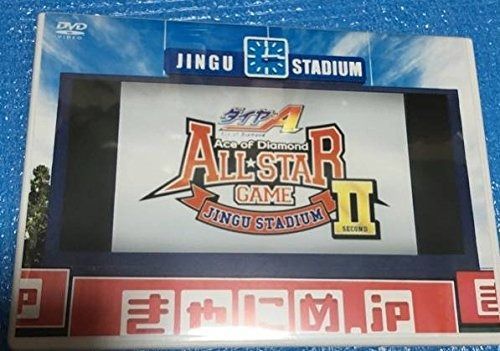 DVD
VIDEO
JINGU STADIUM
ダイヤのA
Ace of Diamond
Ace of Diamond
ALL★STAR
GAME
JINGU STADIUM
II
SECOND
きゃにめ.jp